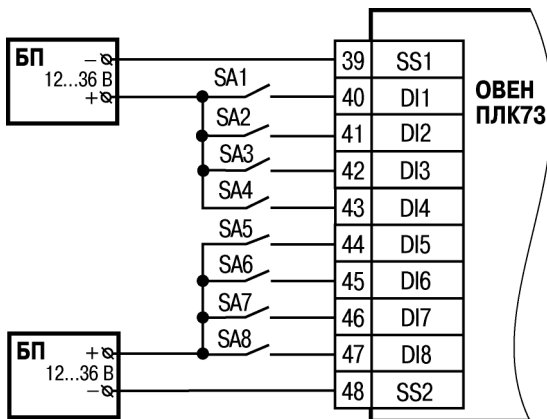 БП
–
12...36 В
+
SA1
SA2
SA3
SA4
SA5
SA6
SA7
SA8
БП
+
12...36 В
–
39 SS1
40 DI1
41 DI2
42 DI3
43 DI4
44 DI5
45 DI6
46 DI7
47 DI8
48 SS2
ОВЕН
ПЛК73